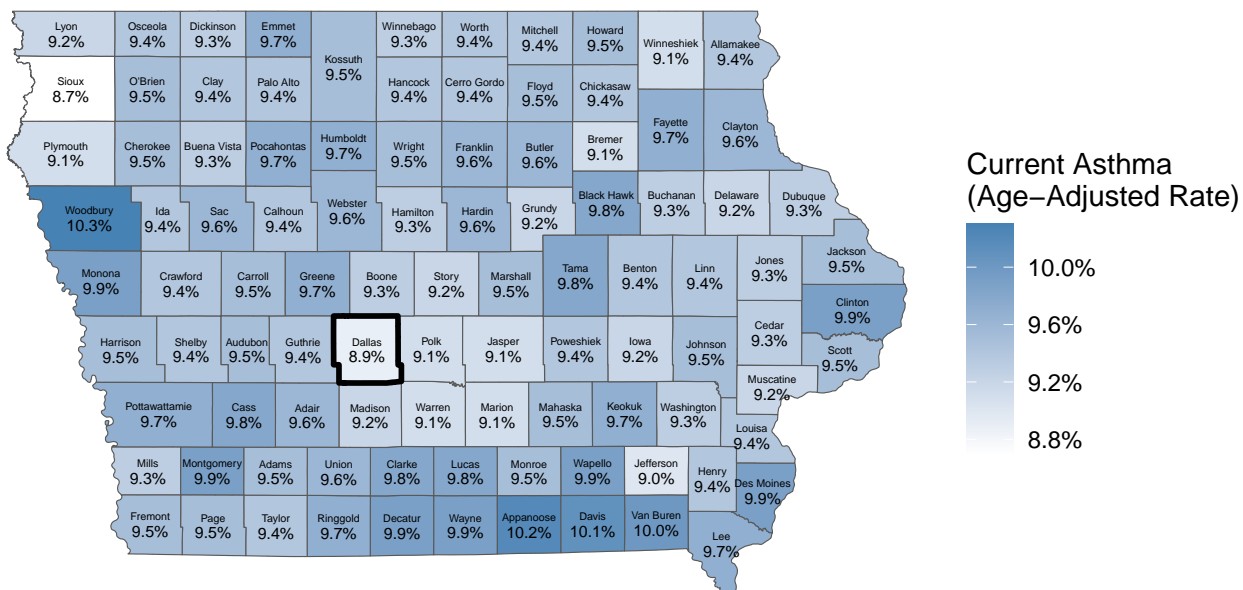 Lyon
9.2%
Osceola
9.4%
Dickinson
9.3%
Emmet
9.7%
Kossuth
9.5%
Winnebago
9.3%
Worth
9.4%
Mitchell
9.4%
Howard
9.5%
Winneshiek
9.1%
Allamakee
9.4%
Sioux
8.7%
O'Brien
9.5%
Clay
9.4%
Palo Alto
9.4%
Hancock
9.4%
Cerro Gordo
9.4%
Floyd
9.5%
Chickasaw
9.4%
Fayette
9.7%
Clayton
9.6%
Plymouth
9.1%
Cherokee
9.5%
Buena Vista
9.3%
Pocahontas
9.7%
Humboldt
9.7%
Wright
9.5%
Franklin
9.6%
Butler
9.6%
Bremer
9.1%
Woodbury
10.3%
Ida
9.4%
Sac
9.6%
Calhoun
9.4%
Webster
9.6%
Hamilton
9.3%
Hardin
9.6%
Grundy
9.2%
Black Hawk
9.8%
Buchanan
9.3%
Delaware
9.2%
Dubuque
9.3%
Monona
9.9%
Crawford
9.4%
Carroll
9.5%
Greene
9.7%
Boone
9.3%
Story
9.2%
Marshall
9.5%
Tama
9.8%
Benton
9.4%
Linn
9.4%
Jones
9.3%
Jackson
9.5%
Clinton
9.9%
Harrison
9.5%
Shelby
9.4%
Audubon
9.5%
Guthrie
9.4%
Dallas
8.9%
Polk
9.1%
Jasper
9.1%
Poweshiek
9.4%
Iowa
9.2%
Johnson
9.5%
Cedar
9.3%
Scott
9.5%
Muscatine
9.2%
Pottawattamie
9.7%
Cass
9.8%
Adair
9.6%
Madison
9.2%
Warren
9.1%
Marion
9.1%
Mahaska
9.5%
Keokuk
9.7%
Washington
9.3%
Louisa
9.4%
Mills
9.3%
Montgomery
9.9%
Adams
9.5%
Union
9.6%
Clarke
9.8%
Lucas
9.8%
Monroe
9.5%
Wapello
9.9%
Jefferson
9.0%
Henry
9.4%
Des Moines
9.9%
Fremont
9.5%
Page
9.5%
Taylor
9.4%
Ringgold
9.7%
Decatur
9.9%
Wayne
9.9%
Appanoose
10.2%
Davis
10.1%
Van Buren
10.0%
Lee
9.7%
Current Asthma
(Age−Adjusted Rate)
10.0%
9.6%
9.2%
8.8%